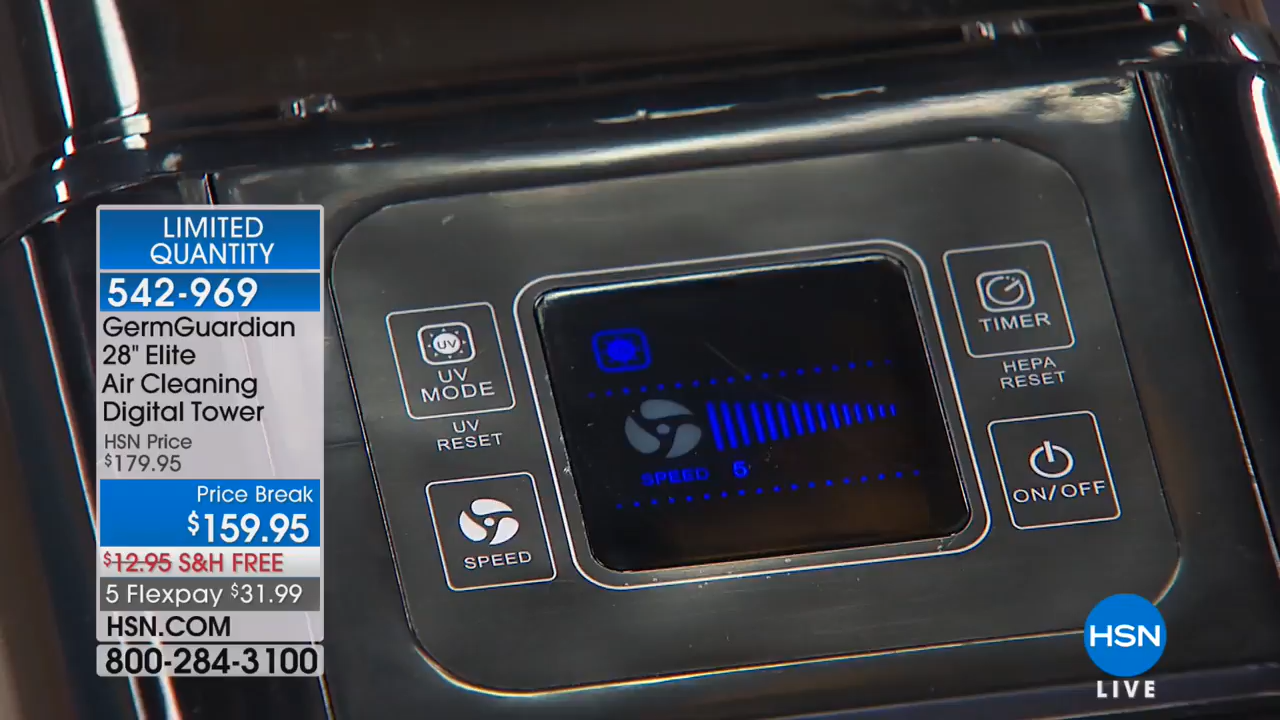 LIMITED
QUANTITY
542-969
GermGuardian
28" Elite
Air Cleaning
Digital Tower
HSN Price
$179.95
Price Break
$159.95
$12.95 S&H FREE
5 Flexpay $31.99
HSN.COM
800-284-3100
UV
UV
MODE
UV
RESET
SPEED
SPEED 5
TIMER
HEPA
RESET
ON/OFF
HSN
LIVE